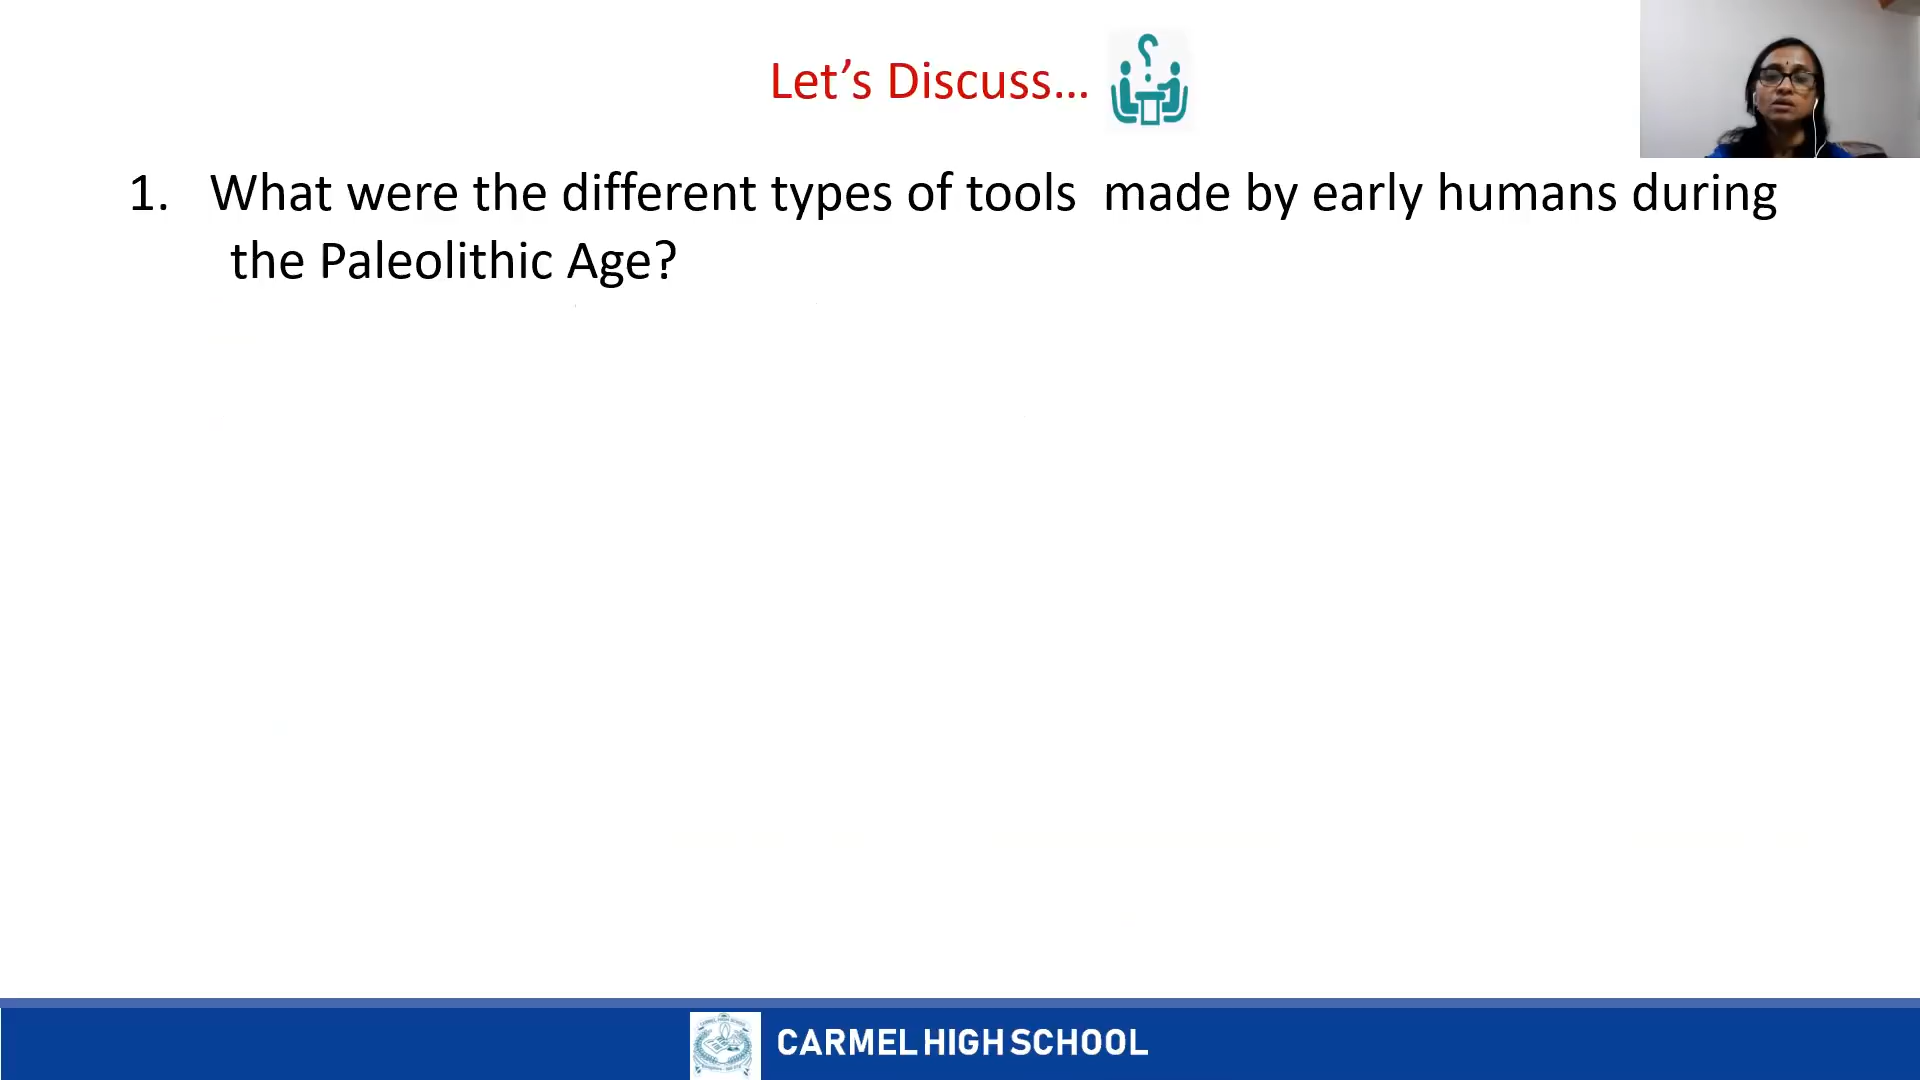 Let’s Discuss...
1. What were the different types of tools made by early humans during
the Paleolithic Age?
CARMEL HIGH SCHOOL